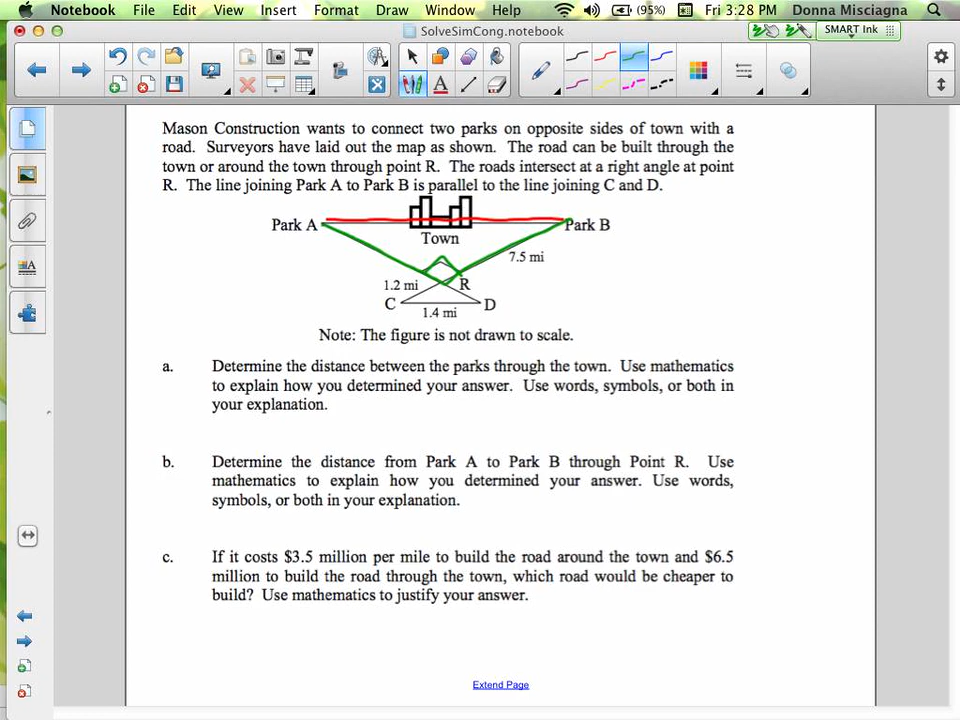 Notebook File Edit View Insert Format Draw Window Help (95%) Fri 3:28 PM Donna Misciagna
SolveSimCong.notebook
SMART Ink
Mason Construction wants to connect two parks on opposite sides of town with a
road. Surveyors have laid out the map as shown. The road can be built through the
town or around the town through point R. The roads intersect at a right angle at point
R. The line joining Park A to Park B is parallel to the line joining C and D.
Park A
Park B
Town
7.5 mi
1.2 mi
R
C
D
1.4 mi
Note: The figure is not drawn to scale.
a. Determine the distance between the parks through the town. Use mathematics
to explain how you determined your answer. Use words, symbols, or both in
your explanation.
b. Determine the distance from Park A to Park B through Point R. Use
mathematics to explain how you determined your answer. Use words,
symbols, or both in your explanation.
c. If it costs $3.5 million per mile to build the road around the town and $6.5
million to build the road through the town, which road would be cheaper to
build? Use mathematics to justify your answer.
Extend Page